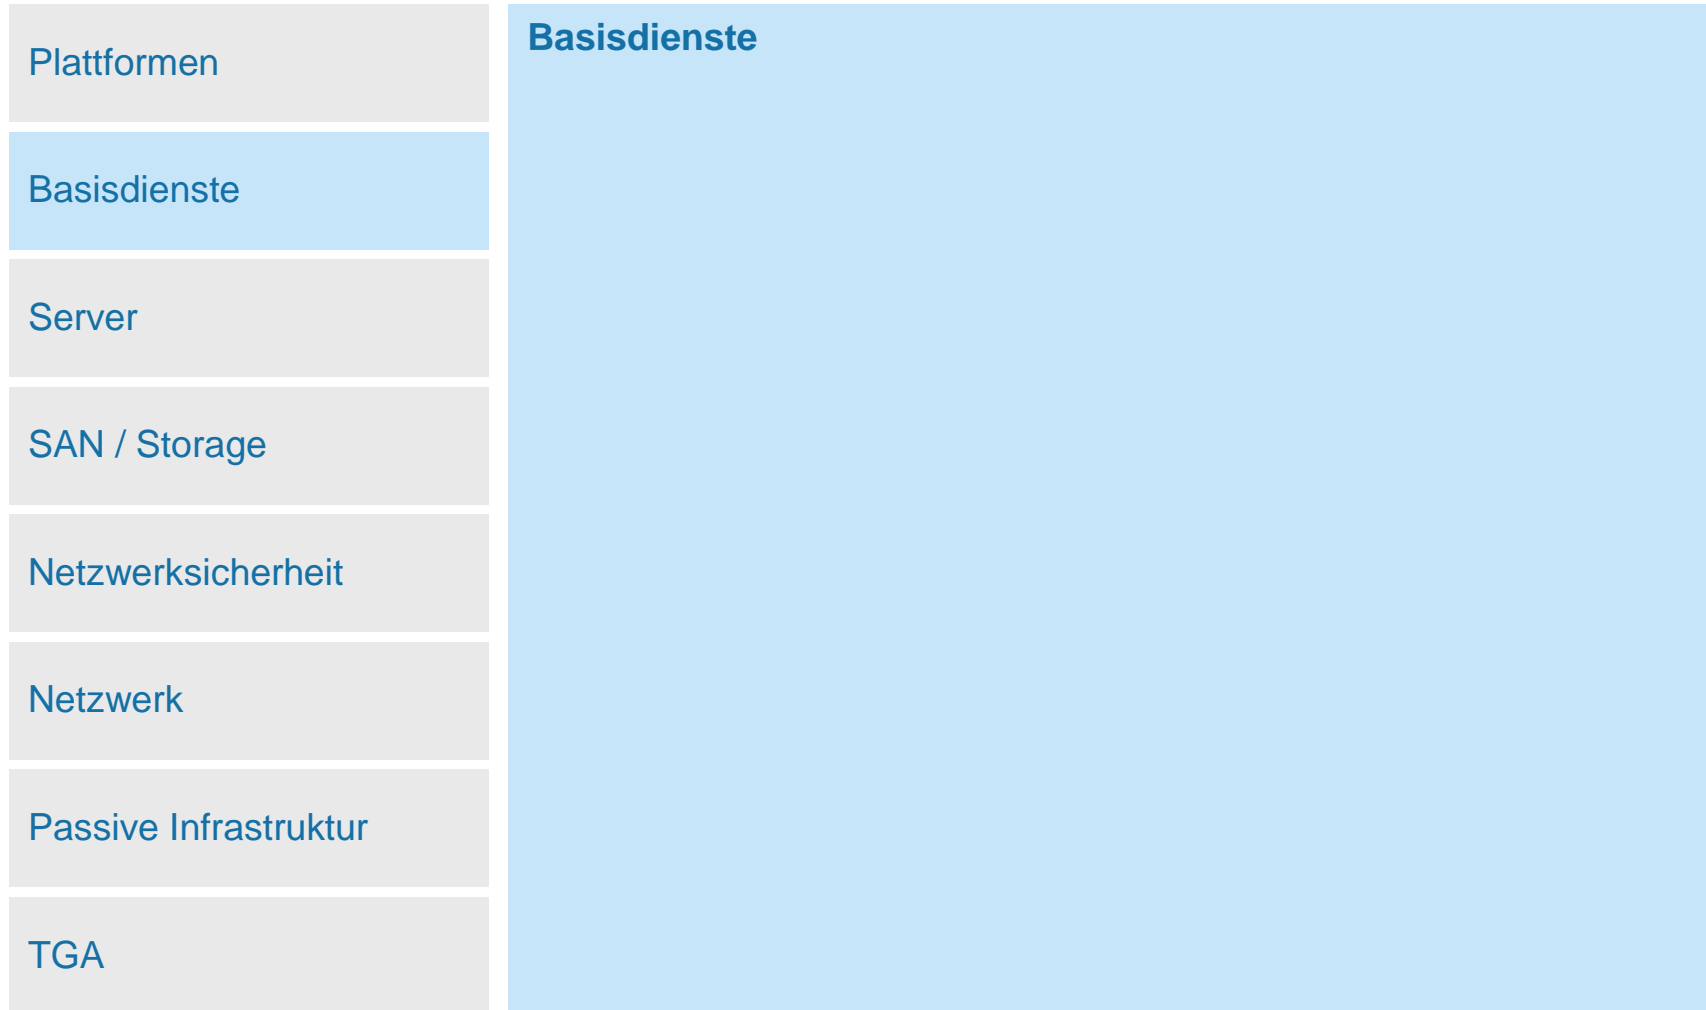 Plattformen
Basisdienste
Server
SAN / Storage
Netzwerksicherheit
Netzwerk
Passive Infrastruktur
TGA
Basisdienste